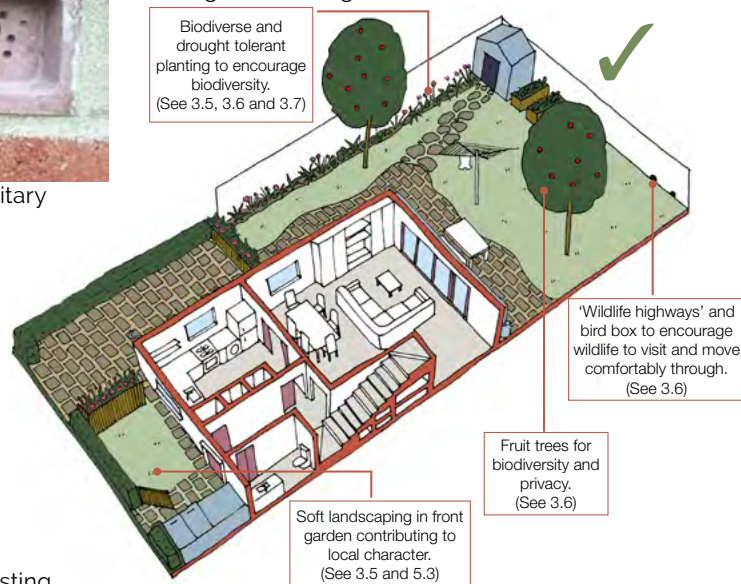 Biodiverse and
drought tolerant
planting to encourage
biodiversity.
(See 3.5, 3.6 and 3.7)
itary
'Wildlife highways' and
bird box to encourage
wildlife to visit and move
comfortably through.
(See 3.6)
Fruit trees for
biodiversity and
privacy.
(See 3.6)
Soft landscaping in front
garden contributing to
local character.
(See 3.5 and 5.3)
sting